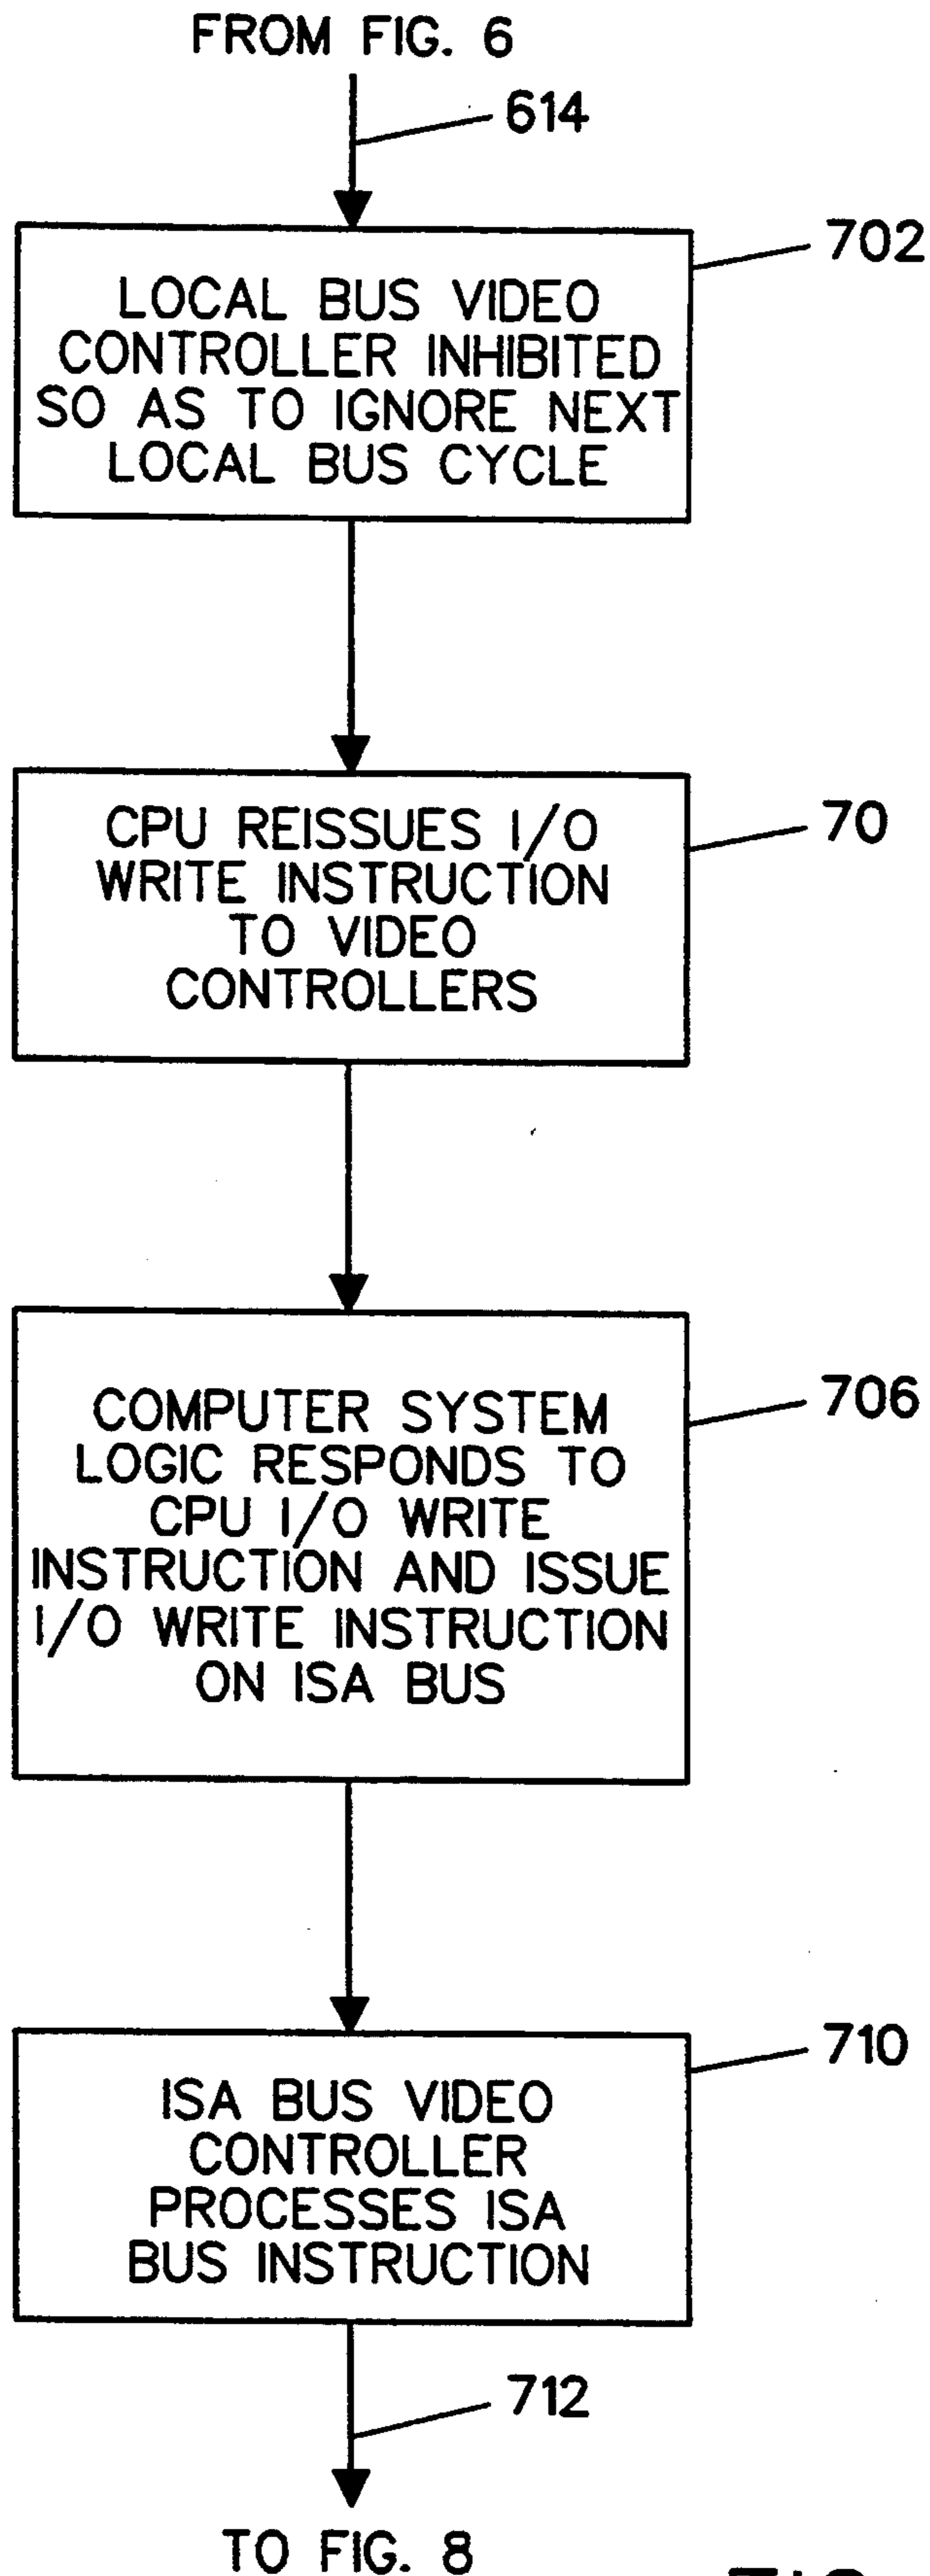 FROM FIG. 6
614
702
LOCAL BUS VIDEO
CONTROLLER INHIBITED
SO AS TO IGNORE NEXT
LOCAL BUS CYCLE
70
CPU REISSUES I/O
WRITE INSTRUCTION
TO VIDEO
CONTROLLERS
706
COMPUTER SYSTEM
LOGIC RESPONDS TO
CPU I/O WRITE
INSTRUCTION AND ISSUE
I/O WRITE INSTRUCTION
ON ISA BUS
710
ISA BUS VIDEO
CONTROLLER
PROCESSES ISA
BUS INSTRUCTION
712
TO FIG. 8